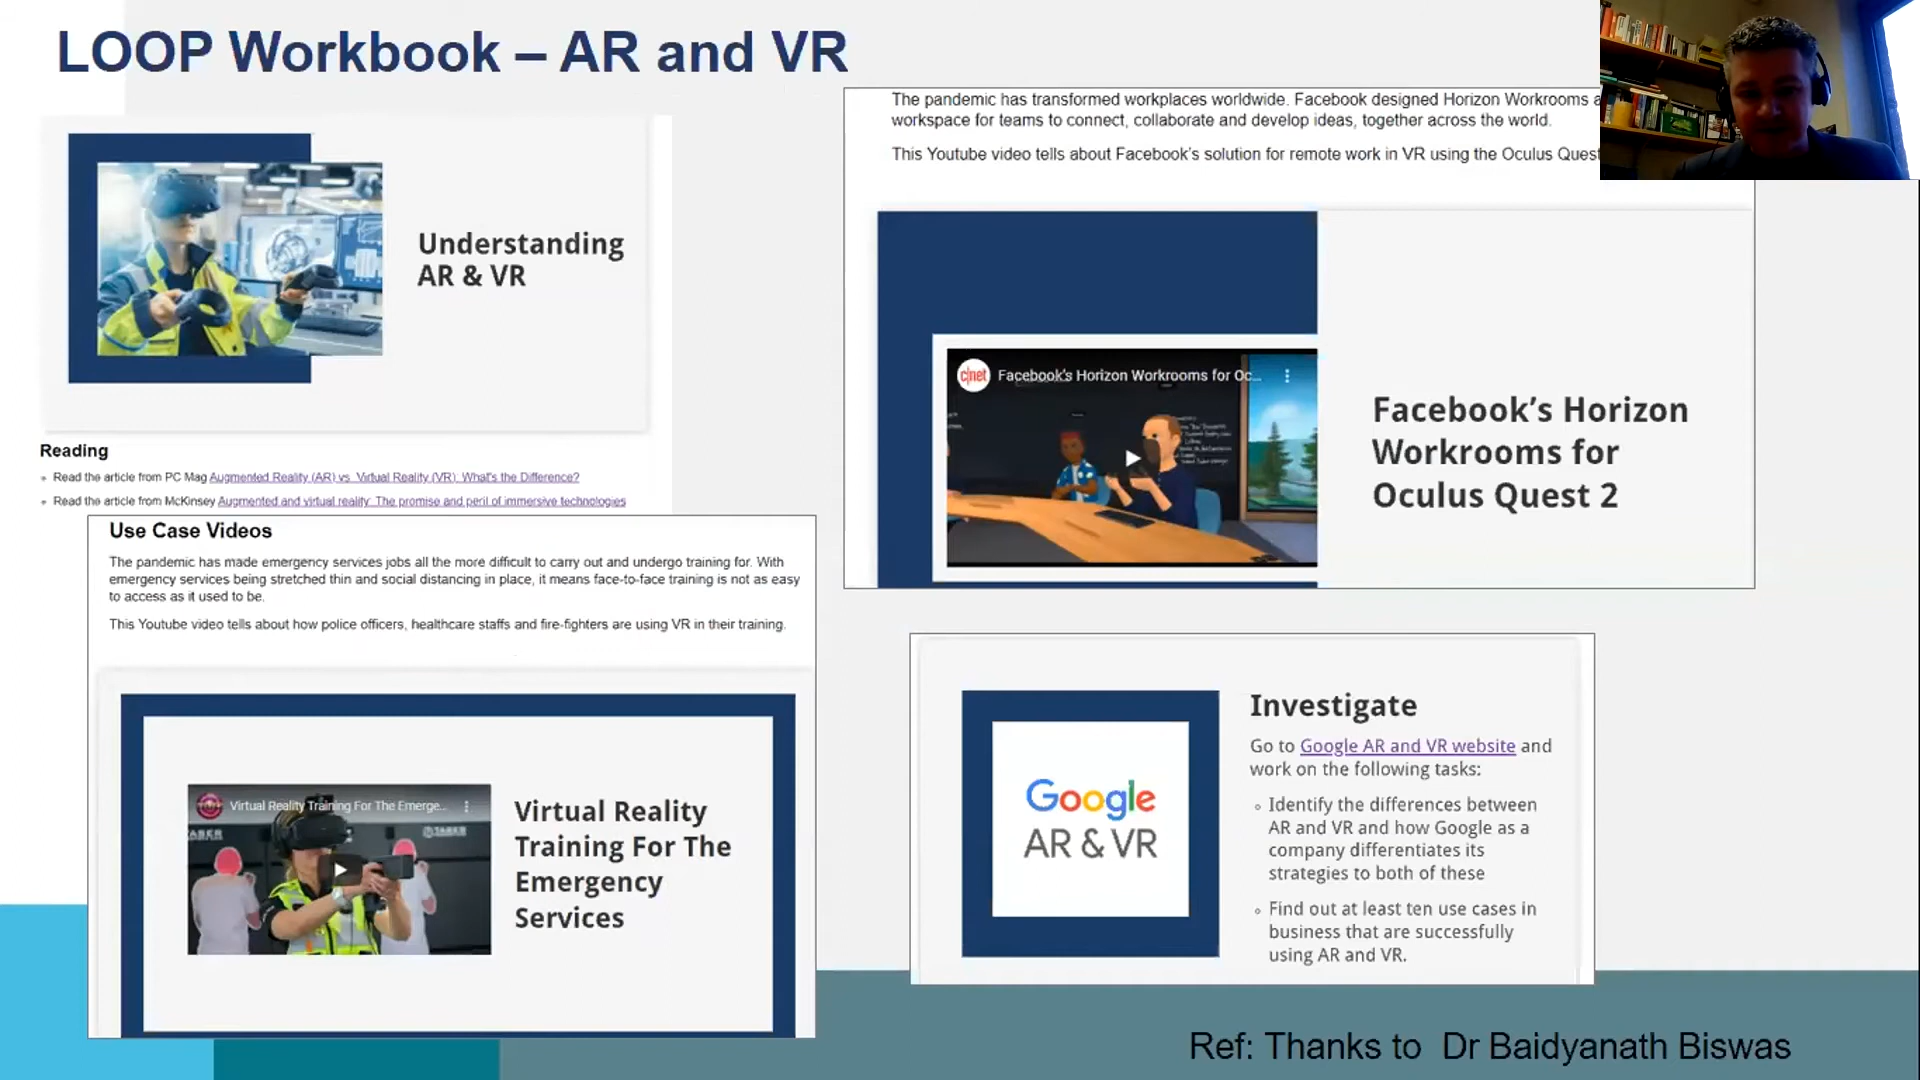 LOOP Workbook – AR and VR
Understanding
AR & VR
Reading
Read the article from PC Mag Augmented Reality (AR) vs. Virtual Reality (VR): What's the Difference?
Read the article from McKinsey Augmented and virtual reality: The promise and peril of immersive technologies
Use Case Videos
The pandemic has made emergency services jobs all the more difficult to carry out and undergo training for. With
emergency services being stretched thin and social distancing in place, it means face-to-face training is not as easy
to access as it used to be.
This Youtube video tells about how police officers, healthcare staffs and fire-fighters are using VR in their training.
Virtual Reality Training For The Emerge...
Virtual Reality
Training For The
Emergency
Services
The pandemic has transformed workplaces worldwide. Facebook designed Horizon Workrooms a
workspace for teams to connect, collaborate and develop ideas, together across the world.
This Youtube video tells about Facebook's solution for remote work in VR using the Oculus Quest
c|net
Facebook's Horizon Workrooms for Oc...
Facebook's Horizon
Workrooms for
Oculus Quest 2
Google
AR & VR
Investigate
Go to Google AR and VR website and
work on the following tasks:
Identify the differences between
AR and VR and how Google as a
company differentiates its
strategies to both of these
Find out at least ten use cases in
business that are successfully
using AR and VR.
Ref: Thanks to Dr Baidyanath Biswas